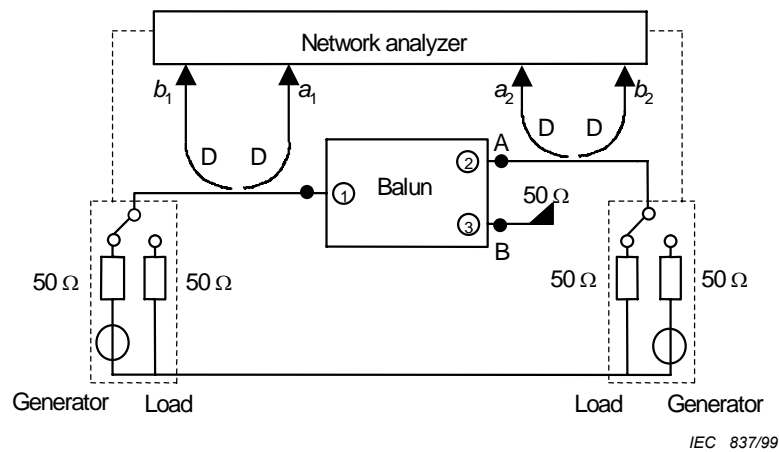 Network analyzer
b1 a1 a2 b2
D D D D
A
2
Balun
1
50 Ω
3
B
50 Ω 50 Ω 50 Ω 50 Ω
Generator Load Load Generator
IEC 837/99